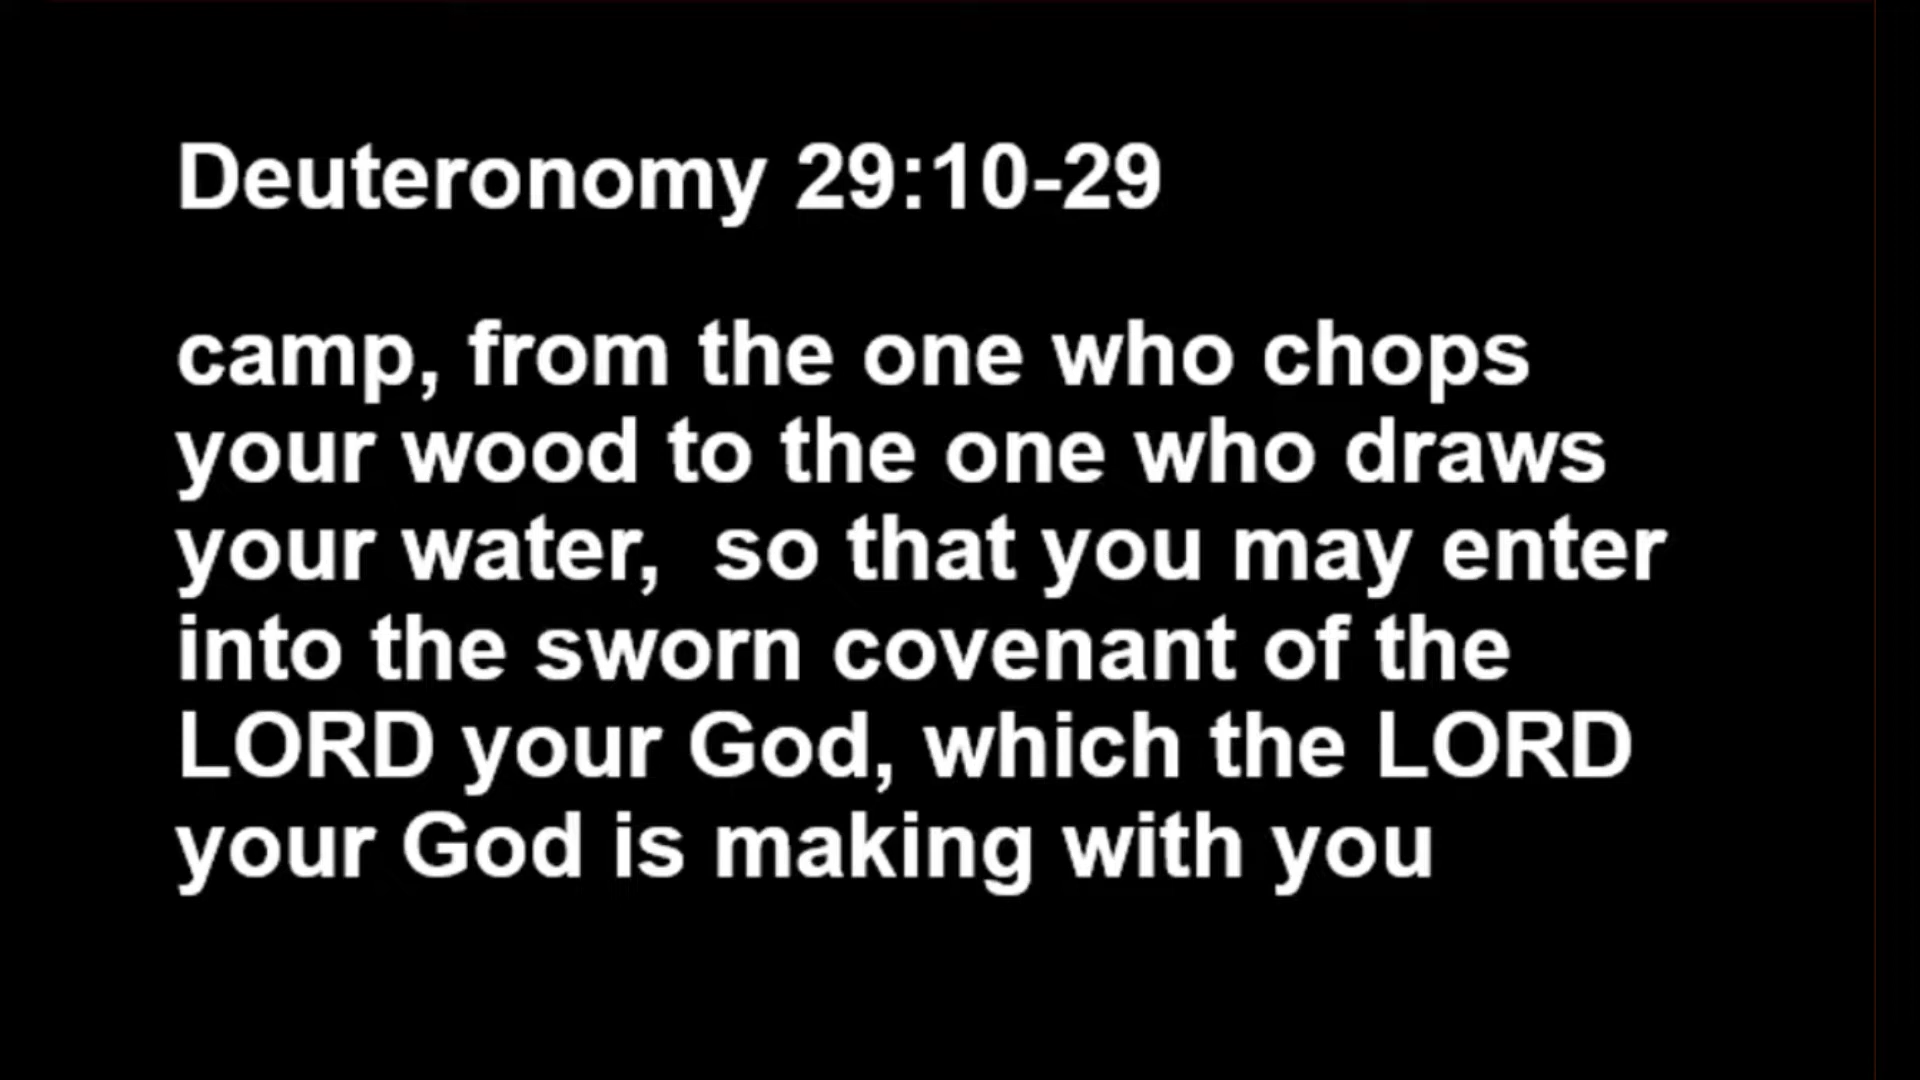 Deuteronomy 29:10-29
camp, from the one who chops
your wood to the one who draws
your water,  so that you may enter
into the sworn covenant of the
LORD your God, which the LORD
your God is making with you